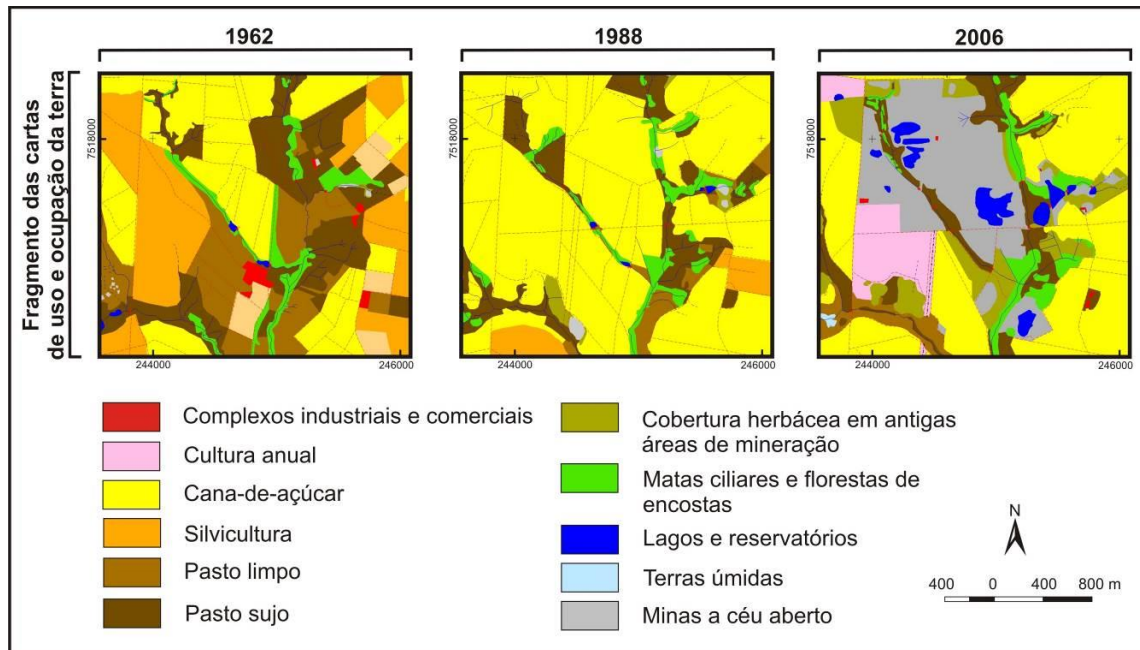 1962
1988
2006
Fragmento das cartas
de uso e ocupação da terra
7518000
7518000
7518000
244000
246000
244000
246000
244000
246000
Complexos industriais e comerciais
Cultura anual
Cana-de-açúcar
Silvicultura
Pasto limpo
Pasto sujo
Cobertura herbácea em antigas
áreas de mineração
Matas ciliares e florestas de
encostas
Lagos e reservatórios
Terras úmidas
Minas a céu aberto
N
400 0 400 800 m